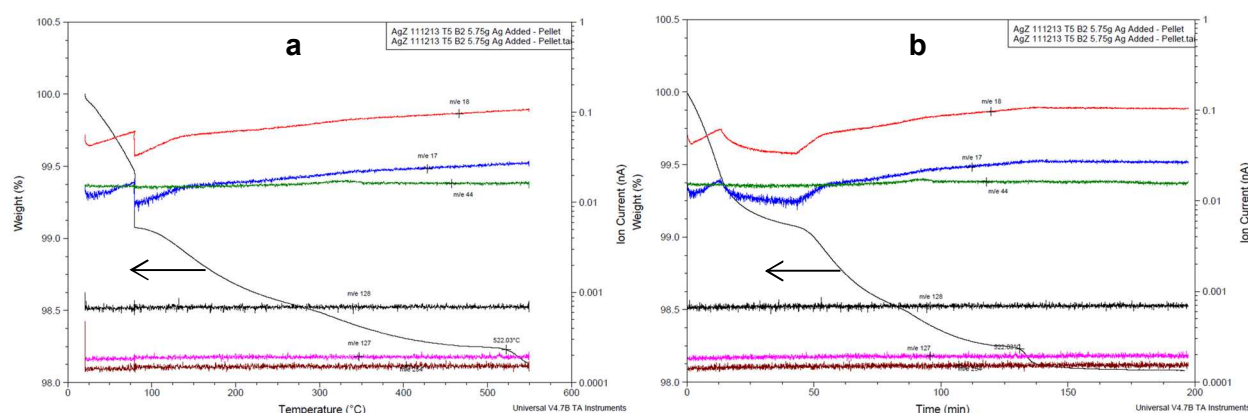 a
AgZ 111213 T5 B2 5.75g Ag Added - Pellet
AgZ 111213 T5 B2 5.75g Ag Added - Pellet.tai
Weight (%)
100.5
100.0
99.5
99.0
98.5
98.0
m/e 18
m/e 17
m/e 44
m/e 128
m/e 127
522.03°C
0
100
200
300
400
500
600
Temperature (°C)
1
0.1
0.01
0.001
0.0001
Ion Current (nA)
Universal V4.7B TA Instruments
b
AgZ 111213 T5 B2 5.75g Ag Added - Pellet
AgZ 111213 T5 B2 5.75g Ag Added - Pellet.tai
Weight (%)
100.5
100.0
99.5
99.0
98.5
98.0
m/e 18
m/e 17
m/e 44
m/e 128
m/e 127
0
50
100
150
200
Time (min)
1
0.1
0.01
0.001
0.0001
Ion Current (nA)
Universal V4.7B TA Instruments